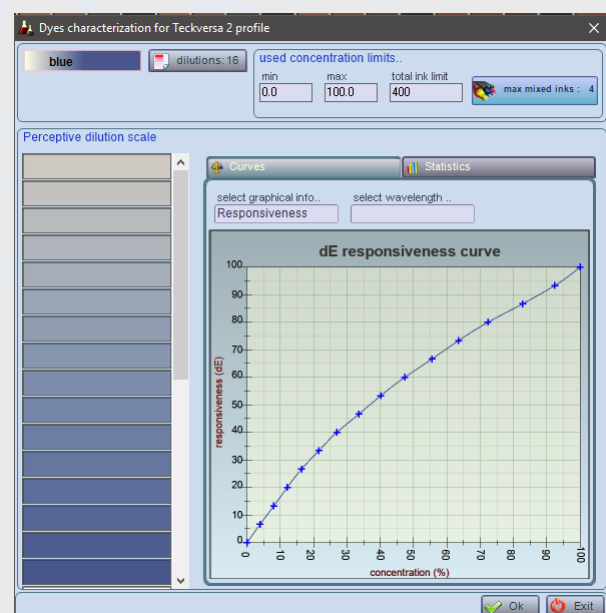 Dyes characterization for Teckversa 2 profile
blue
dilutions: 16
used concentration limits..
min
max
total ink limit
0.0
100.0
400
max mixed inks : 4
Perceptive dilution scale
Curves
Statistics
select graphical info..
select wavelength ..
Responsiveness
dE responsiveness curve
100
90
80
70
60
50
40
30
20
10
0
responsiveness (dE)
0
10
20
30
40
50
60
70
80
90
100
concentration (%)
Ok
Exit